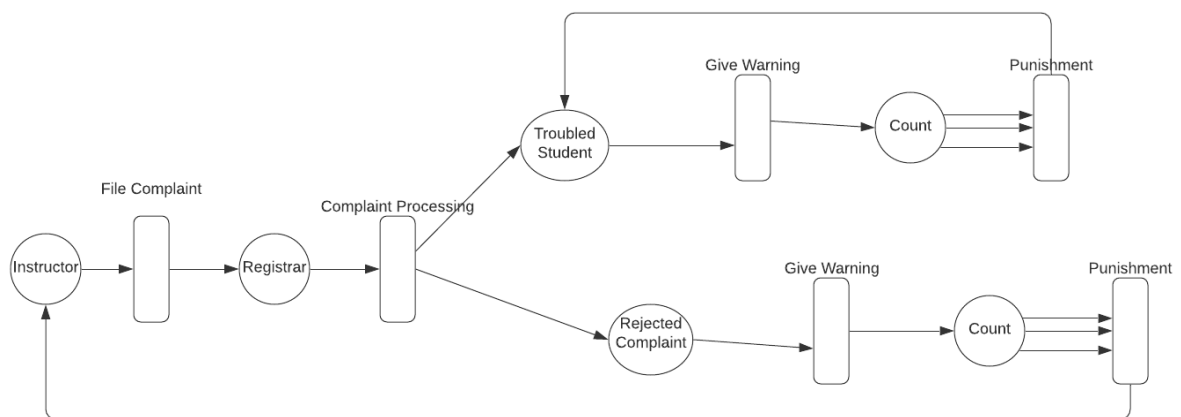 Give Warning
Punishment
Troubled
Student
Count
File Complaint
Complaint Processing
Instructor
Registrar
Give Warning
Punishment
Rejected
Complaint
Count